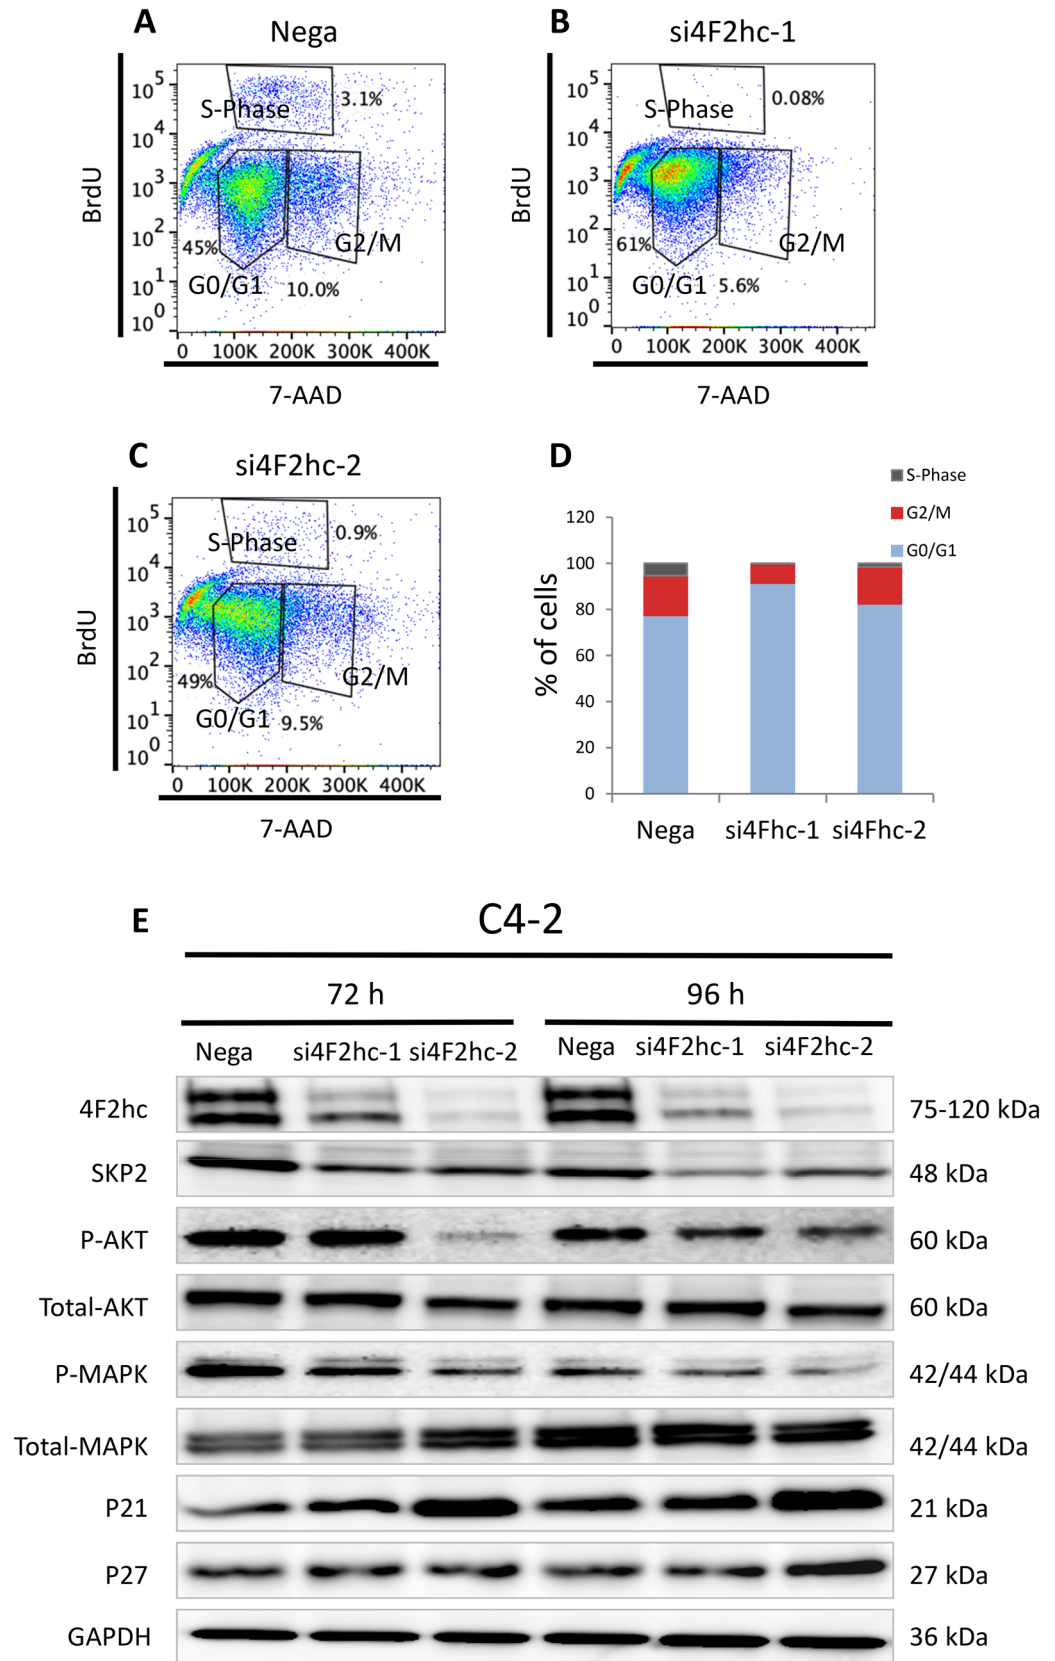 A
Nega
10^5
10^4
10^3
10^2
10^1
10^0
BrdU
S-Phase
3.1%
45%
G0/G1
G2/M
10.0%
0 100K 200K 300K 400K
7-AAD
B
si4F2hc-1
10^5
10^4
10^3
10^2
10^1
10^0
BrdU
S-Phase
0.08%
61%
G0/G1
G2/M
5.6%
0 100K 200K 300K 400K
7-AAD
C
si4F2hc-2
10^5
10^4
10^3
10^2
10^1
10^0
BrdU
S-Phase
0.9%
49%
G0/G1
G2/M
9.5%
0 100K 200K 300K 400K
7-AAD
D
S-Phase
G2/M
G0/G1
120
100
80
60
40
20
0
% of cells
Nega si4Fhc-1 si4Fhc-2
E
C4-2
72 h 96 h
Nega si4F2hc-1 si4F2hc-2 Nega si4F2hc-1 si4F2hc-2
4F2hc 75-120 kDa
SKP2 48 kDa
P-AKT 60 kDa
Total-AKT 60 kDa
P-MAPK 42/44 kDa
Total-MAPK 42/44 kDa
P21 21 kDa
P27 27 kDa
GAPDH 36 kDa